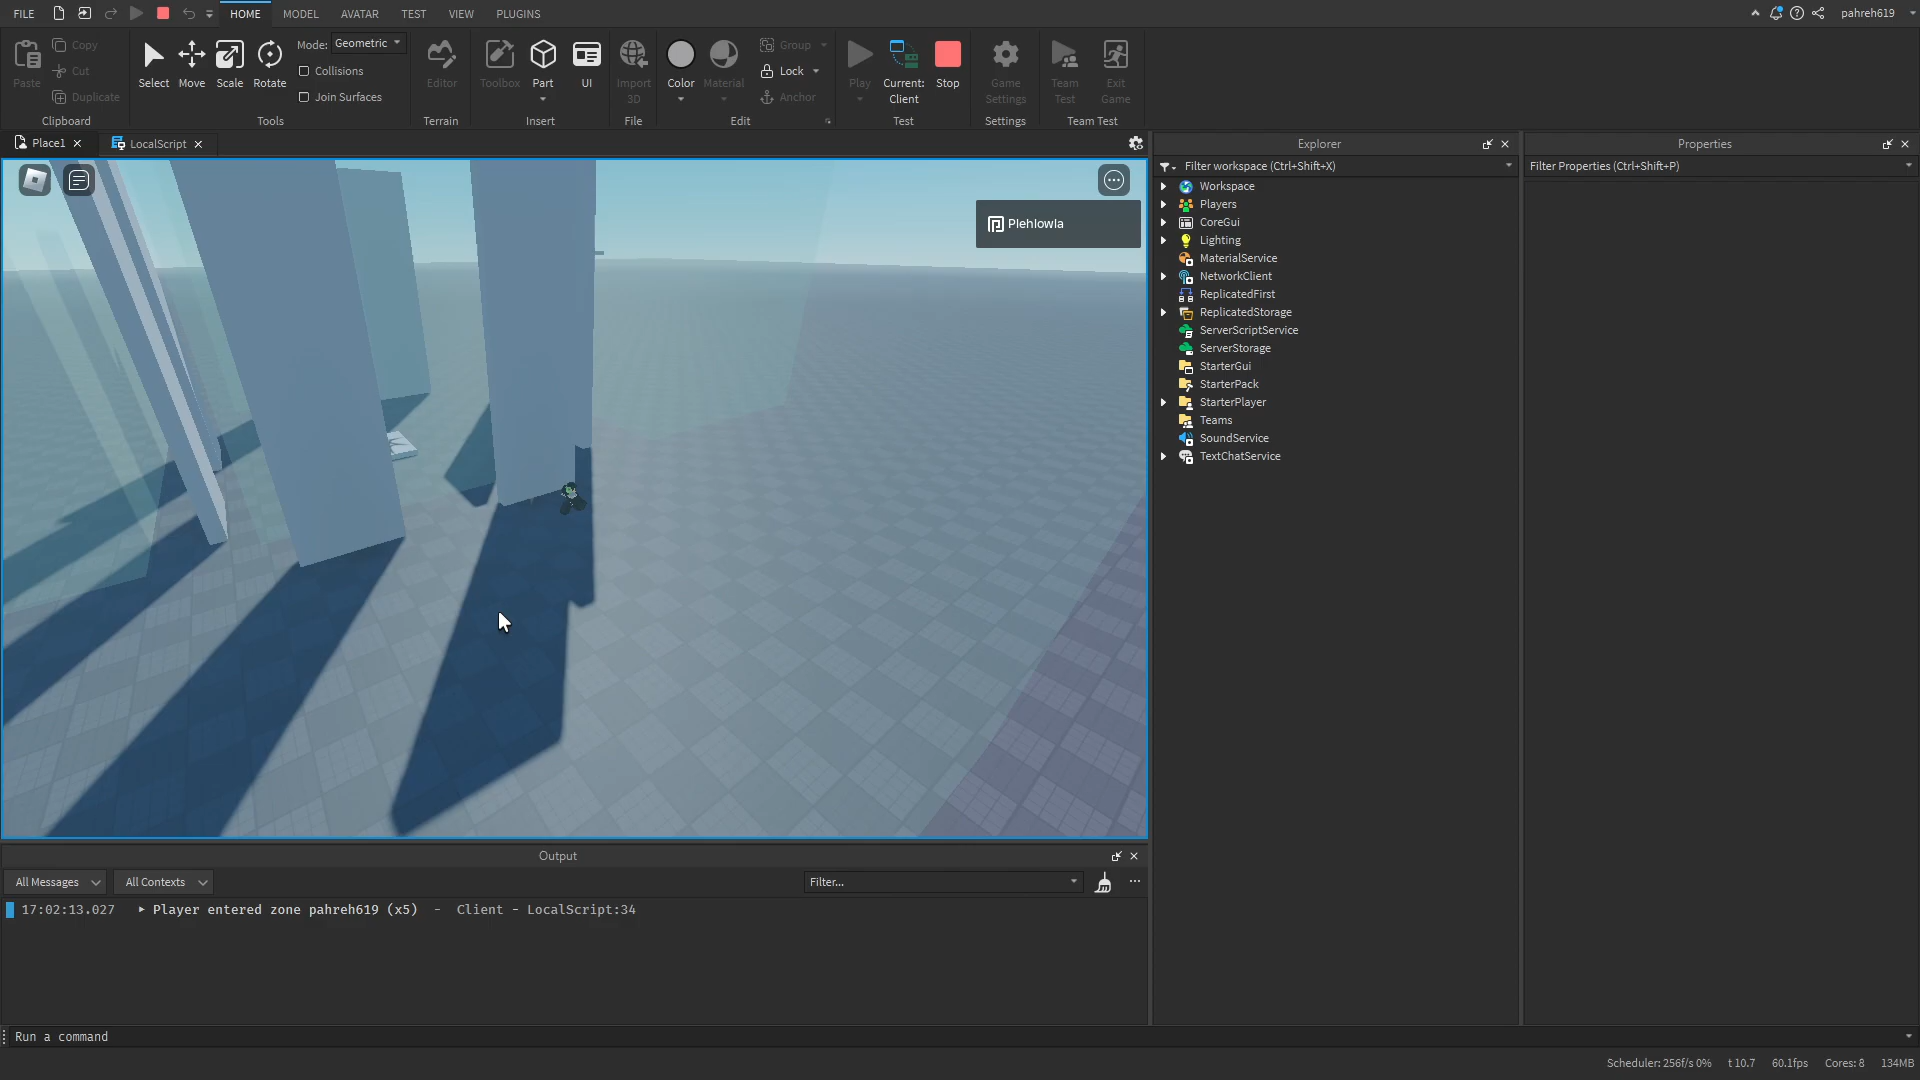 FILE HOME MODEL AVATAR TEST VIEW PLUGINS pahreh619
Paste Copy Cut Duplicate Clipboard
Select Move Scale Rotate Mode: Geometric Collisions Join Surfaces Tools
Editor Terrain
Toolbox Part UI Insert
Import 3D File
Color Material Group Lock Anchor Edit
Play Current: Client Stop Test
Game Settings Settings
Team Test Exit Game Team Test
Place1 LocalScript
Plehlowla
Explorer
Filter workspace (Ctrl+Shift+X)
Workspace
Players
CoreGui
Lighting
MaterialService
NetworkClient
ReplicatedFirst
ReplicatedStorage
ServerScriptService
ServerStorage
StarterGui
StarterPack
StarterPlayer
Teams
SoundService
TextChatService
Properties
Filter Properties (Ctrl+Shift+P)
Output
All Messages All Contexts Filter...
17:02:13.027 Player entered zone pahreh619 (x5) - Client - LocalScript:34
Run a command
Scheduler: 256f/s 0% t 10.7 60.1fps Cores: 8 134MB